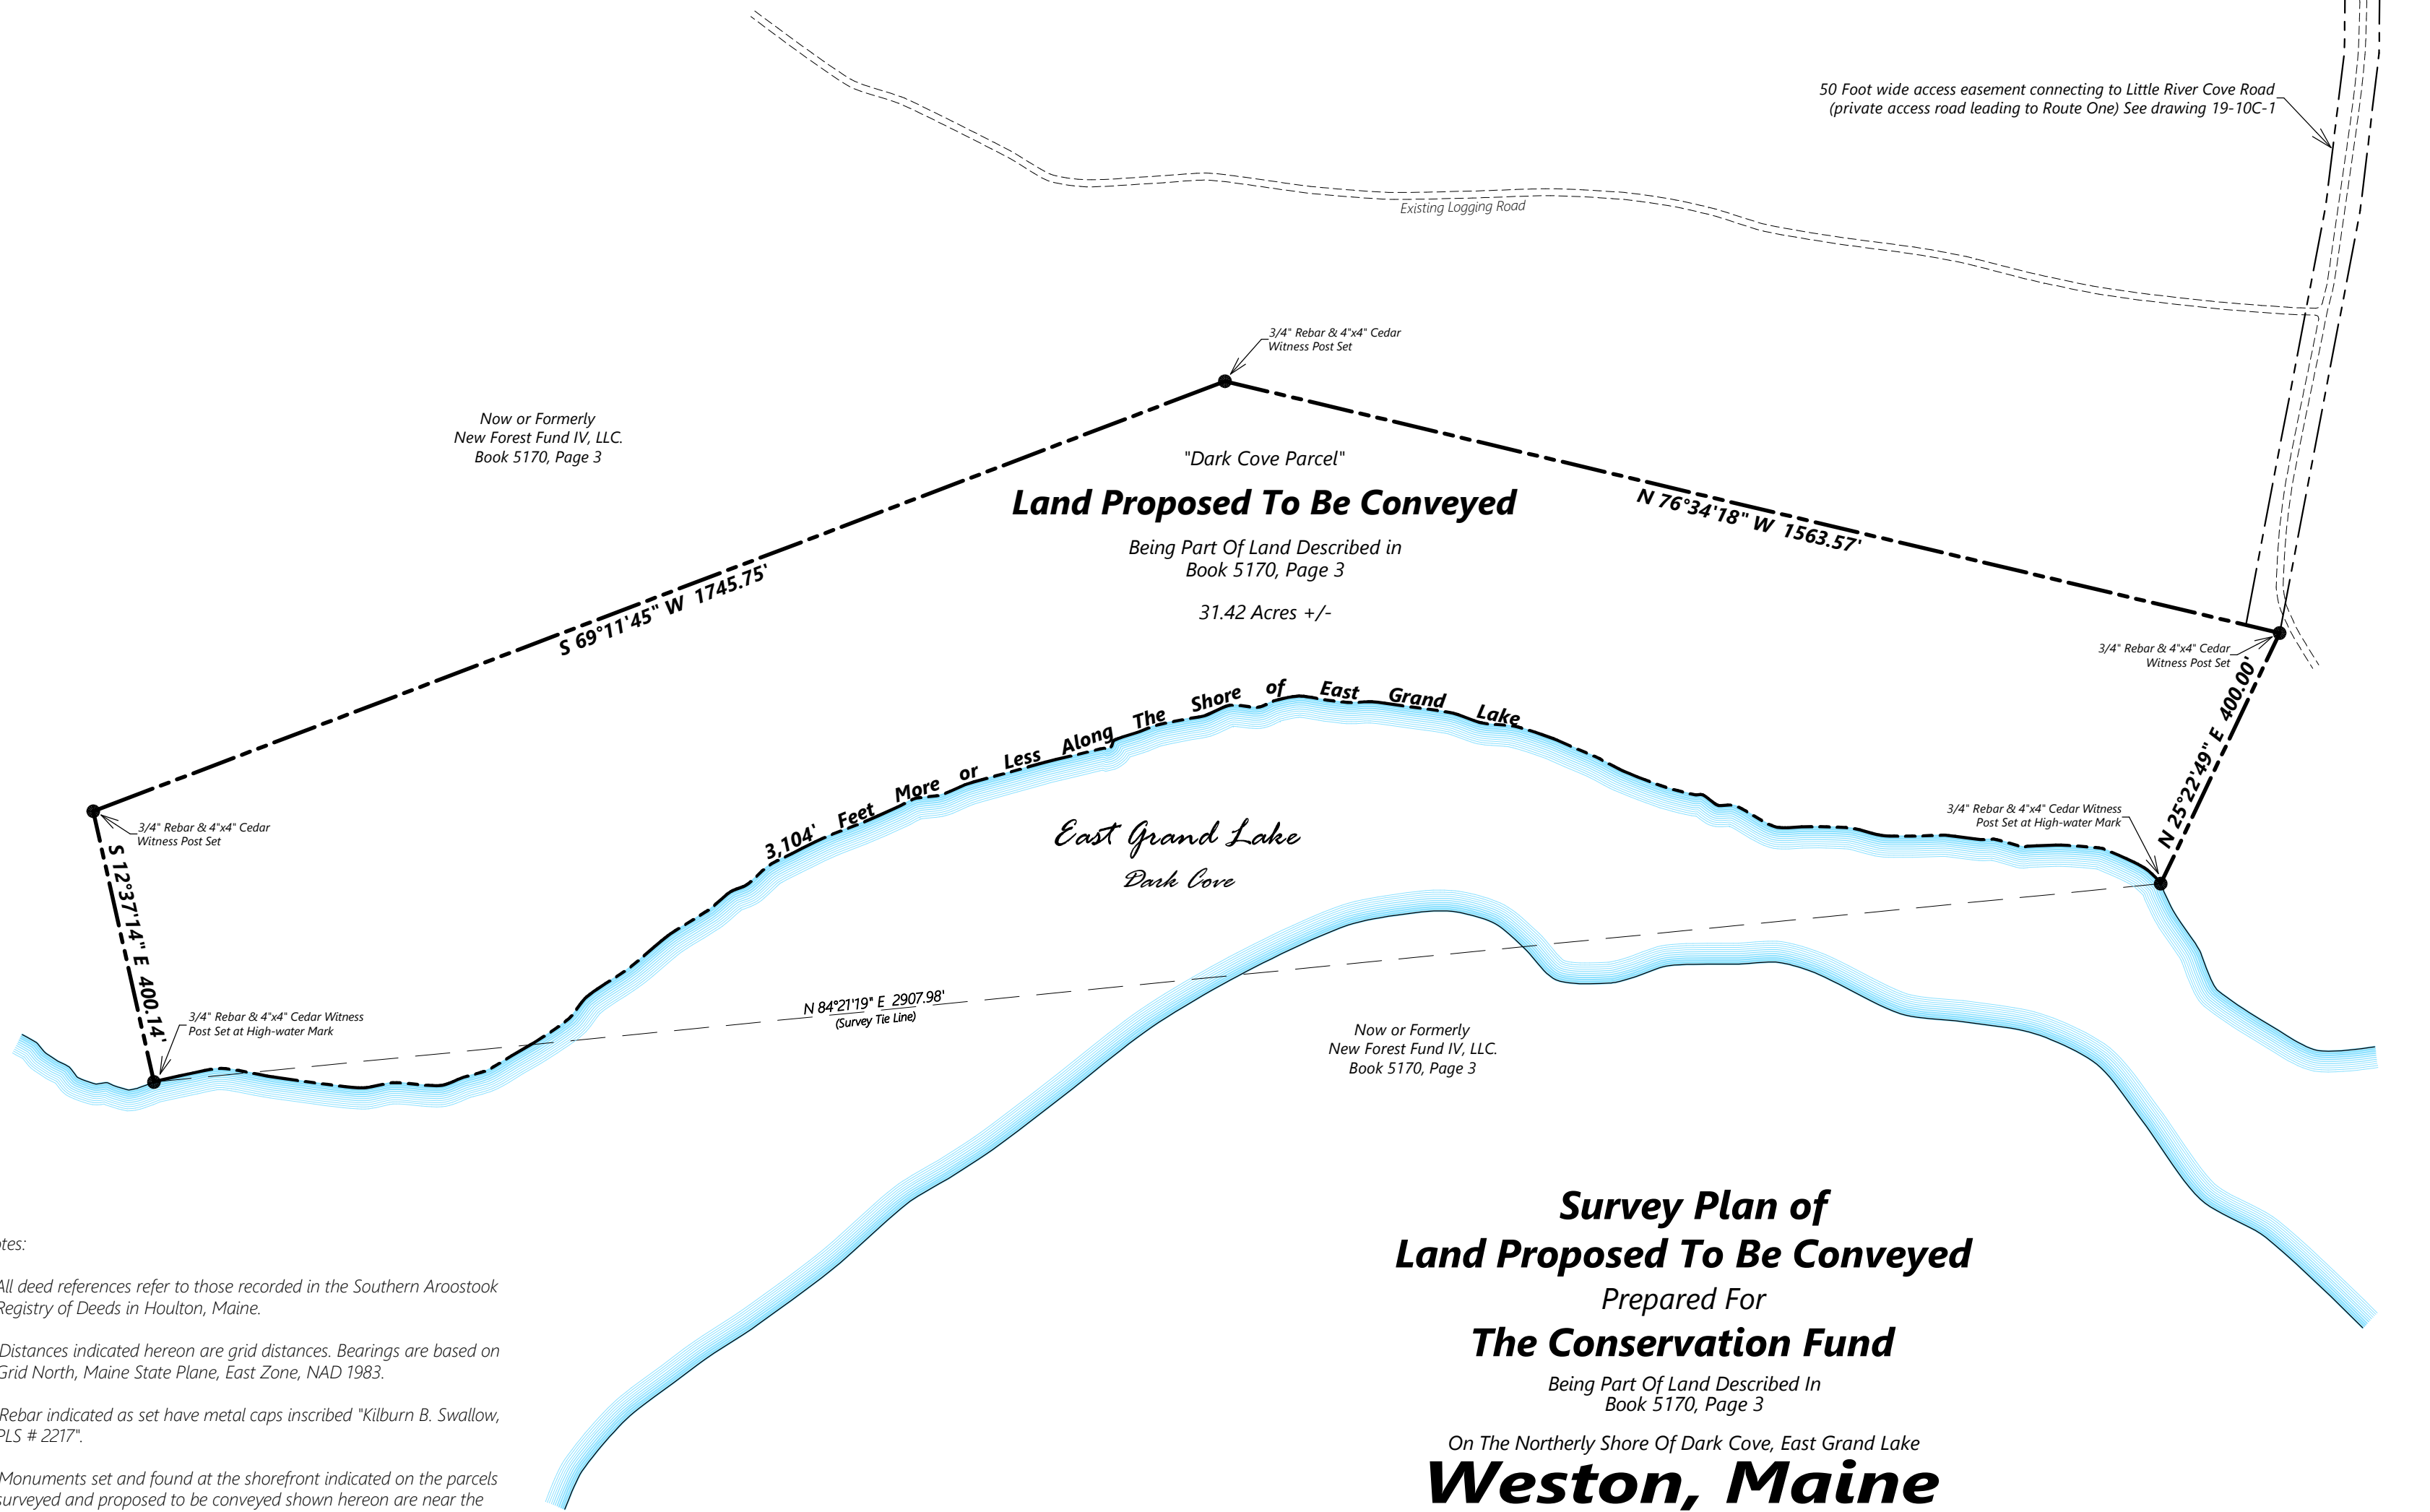 50 Foot wide access easement connecting to Little River Cove Road
(private access road leading to Route One) See drawing 19-10C-1
Existing Logging Road
3/4" Rebar & 4"x4" Cedar
Witness Post Set
Now or Formerly
New Forest Fund IV, LLC.
Book 5170, Page 3
"Dark Cove Parcel"
Land Proposed To Be Conveyed
Being Part Of Land Described in
Book 5170, Page 3
31.42 Acres +/-
N 76°34'18" W 1563.57'
S 69°11'45" W 1745.75'
3/4" Rebar & 4"x4" Cedar
Witness Post Set
N 25°22'49" E 400.00'
3,104' Feet More or Less Along The Shore of East Grand Lake
3/4" Rebar & 4"x4" Cedar Witness
Post Set at High-water Mark
3/4" Rebar & 4"x4" Cedar
Witness Post Set
S 12°37'14" E 400.14'
East Grand Lake
Dark Cove
3/4" Rebar & 4"x4" Cedar Witness
Post Set at High-water Mark
N 84°21'19" E 2907.98'
(Survey Tie Line)
Now or Formerly
New Forest Fund IV, LLC.
Book 5170, Page 3
otes:
All deed references refer to those recorded in the Southern Aroostook
Registry of Deeds in Houlton, Maine.
Distances indicated hereon are grid distances. Bearings are based on
Grid North, Maine State Plane, East Zone, NAD 1983.
Rebar indicated as set have metal caps inscribed "Kilburn B. Swallow,
PLS # 2217".
Monuments set and found at the shorefront indicated on the parcels
surveyed and proposed to be conveyed shown hereon are near the
Survey Plan of
Land Proposed To Be Conveyed
Prepared For
The Conservation Fund
Being Part Of Land Described In
Book 5170, Page 3
On The Northerly Shore Of Dark Cove, East Grand Lake
Weston, Maine